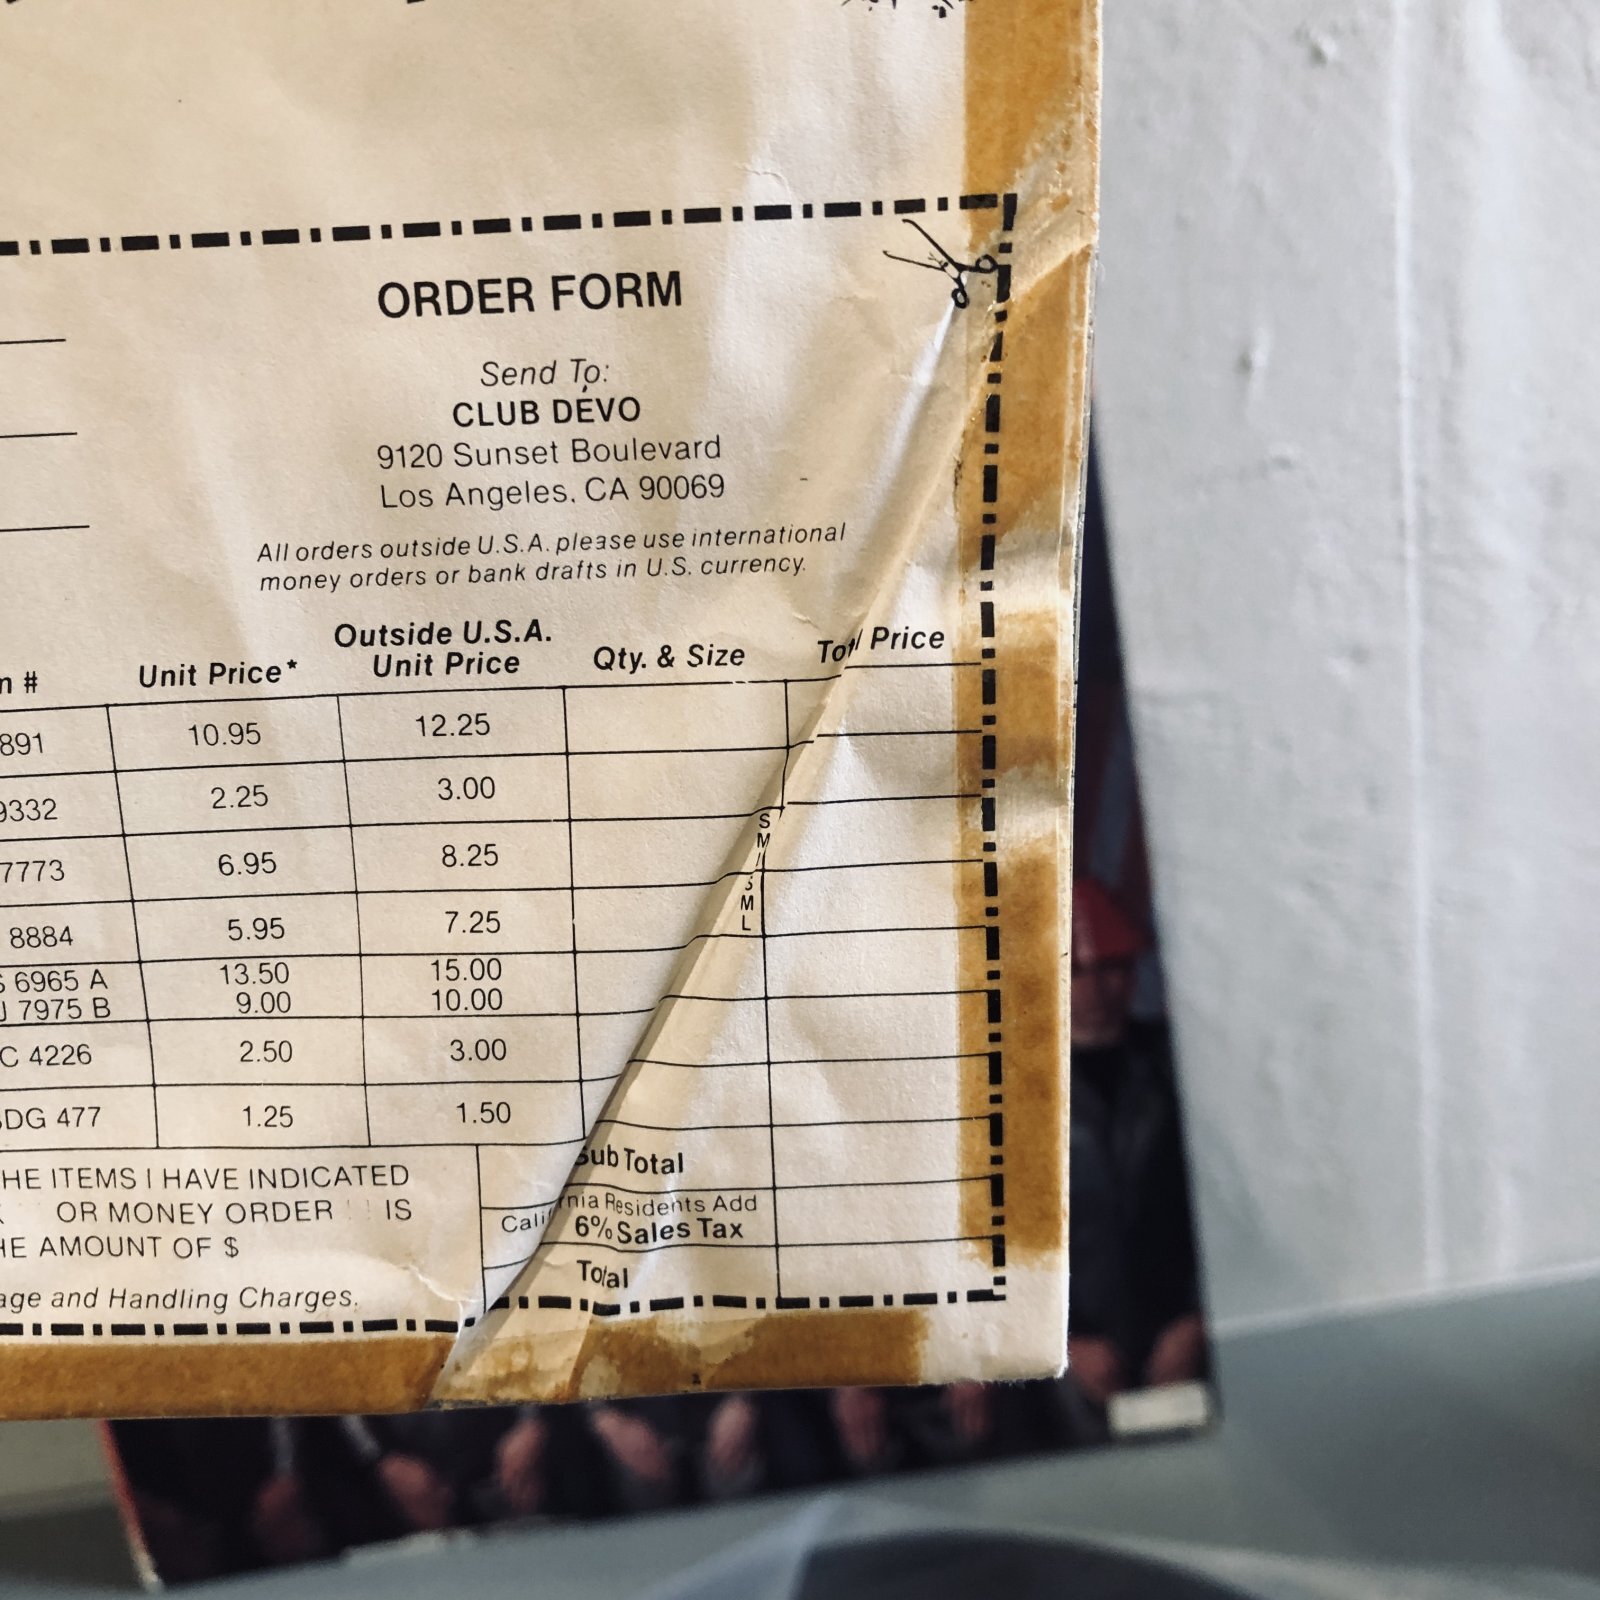 ORDER FORM
Send To:
CLUB DEVO
9120 Sunset Boulevard
Los Angeles, CA 90069
All orders outside U.S.A. please use international
money orders or bank drafts in U.S. currency.
# Unit Price* Outside U.S.A. Unit Price Qty. & Size Total Price
891 10.95 12.25
9332 2.25 3.00
7773 6.95 8.25 S M
8884 5.95 7.25 S M L
6965 A 13.50 15.00
7975 B 9.00 10.00
C 4226 2.50 3.00
DG 477 1.25 1.50
HE ITEMS I HAVE INDICATED
OR MONEY ORDER IS
HE AMOUNT OF $
age and Handling Charges.
Sub Total
California Residents Add
6% Sales Tax
Total